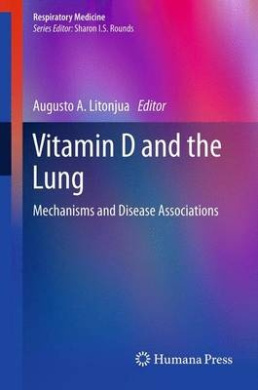 Respiratory Medicine
Series Editor: Sharon I.S. Rounds
Augusto A. Litonjua Editor
Vitamin D and the
Lung
Mechanisms and Disease Associations
Humana Press